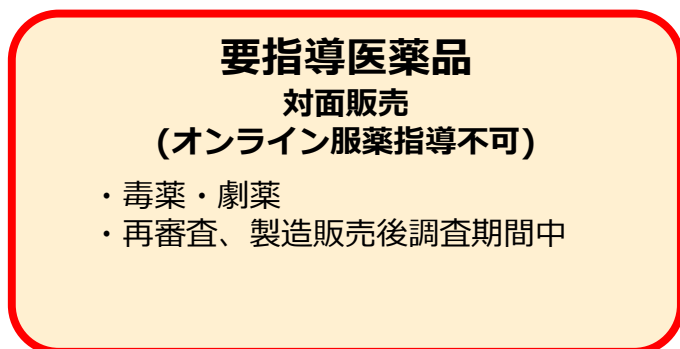 要指導医薬品
対面販売
(オンライン服薬指導不可)
・毒薬・劇薬
・再審査、製造販売後調査期間中